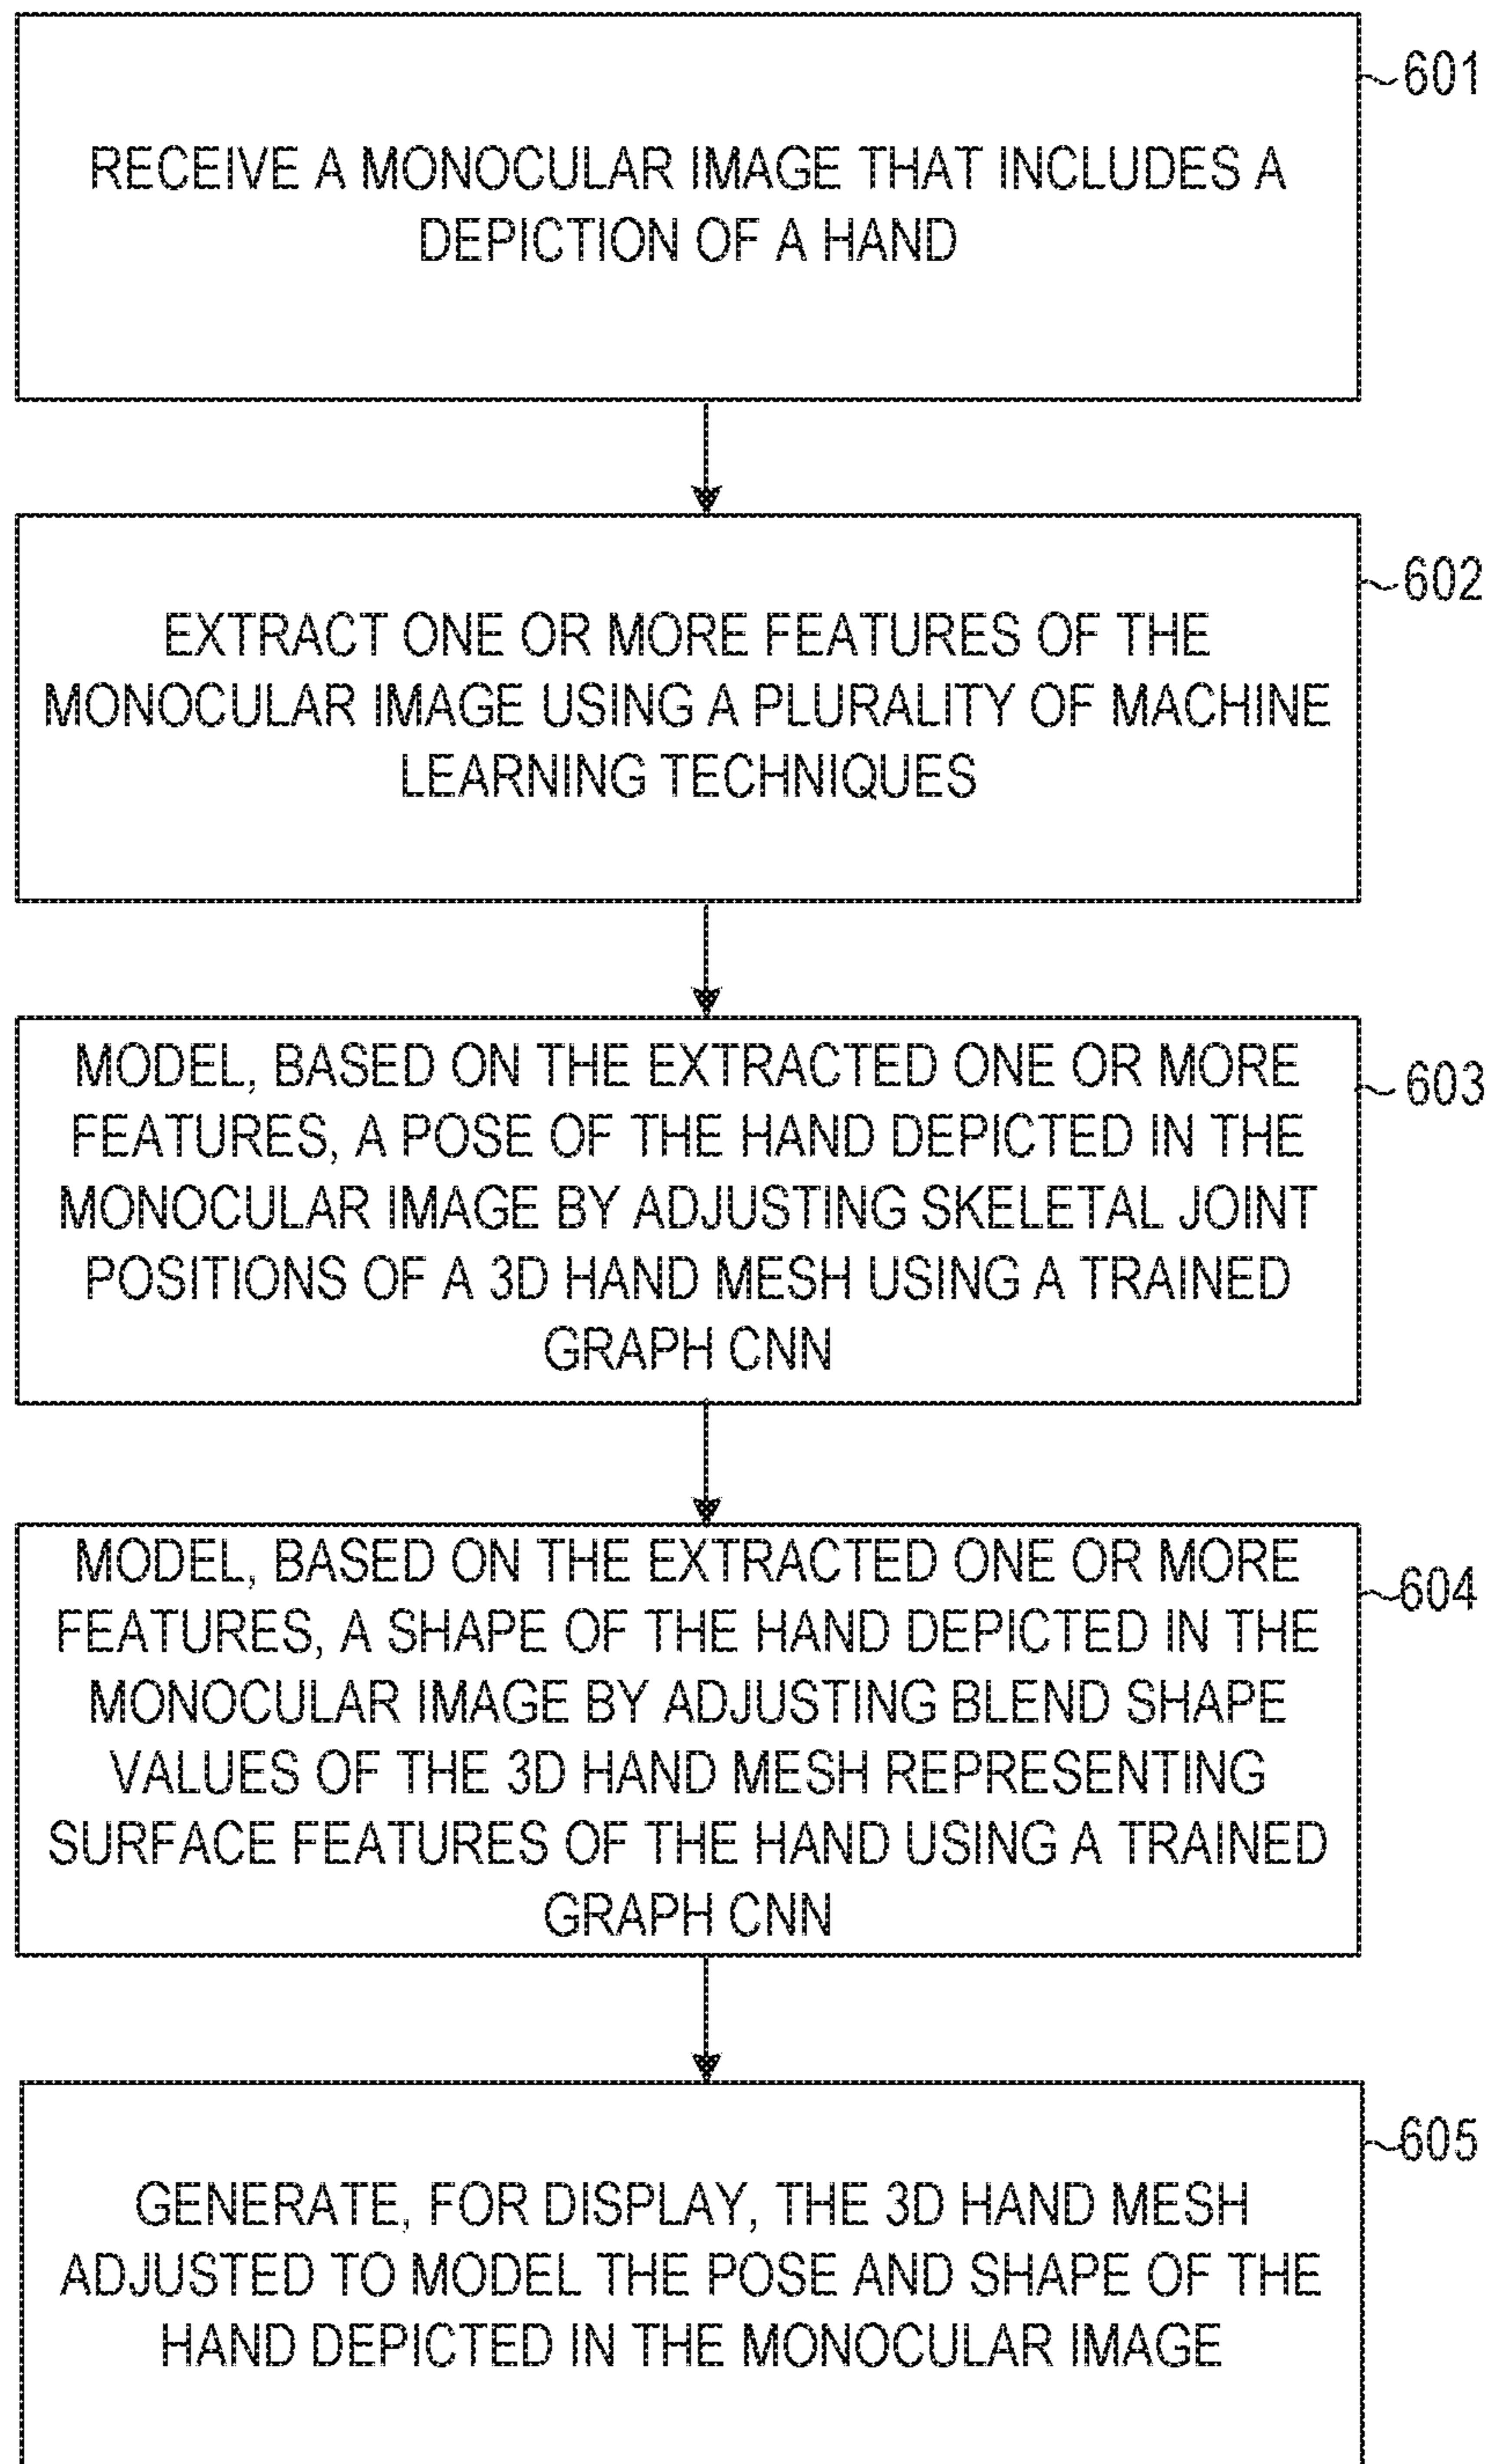 601
RECEIVE A MONOCULAR IMAGE THAT INCLUDES A
DEPICTION OF A HAND
602
EXTRACT ONE OR MORE FEATURES OF THE
MONOCULAR IMAGE USING A PLURALITY OF MACHINE
LEARNING TECHNIQUES
603
MODEL, BASED ON THE EXTRACTED ONE OR MORE
FEATURES, A POSE OF THE HAND DEPICTED IN THE
MONOCULAR IMAGE BY ADJUSTING SKELETAL JOINT
POSITIONS OF A 3D HAND MESH USING A TRAINED
GRAPH CNN
604
MODEL, BASED ON THE EXTRACTED ONE OR MORE
FEATURES, A SHAPE OF THE HAND DEPICTED IN THE
MONOCULAR IMAGE BY ADJUSTING BLEND SHAPE
VALUES OF THE 3D HAND MESH REPRESENTING
SURFACE FEATURES OF THE HAND USING A TRAINED
GRAPH CNN
605
GENERATE, FOR DISPLAY, THE 3D HAND MESH
ADJUSTED TO MODEL THE POSE AND SHAPE OF THE
HAND DEPICTED IN THE MONOCULAR IMAGE